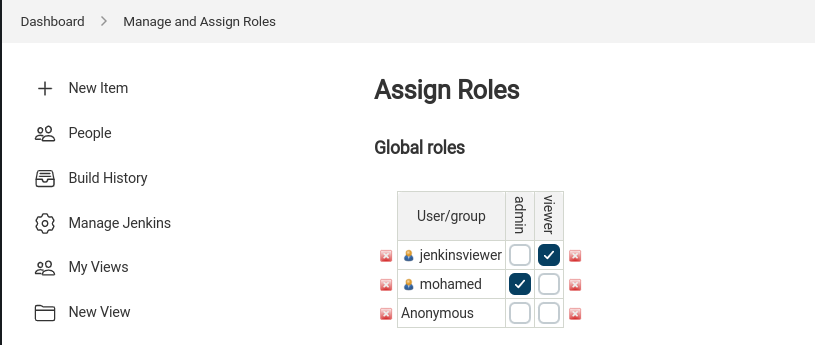 Dashboard > Manage and Assign Roles
New Item
People
Build History
Manage Jenkins
My Views
New View
Assign Roles
Global roles
User/group admin viewer
jenkinsviewer
mohamed
Anonymous